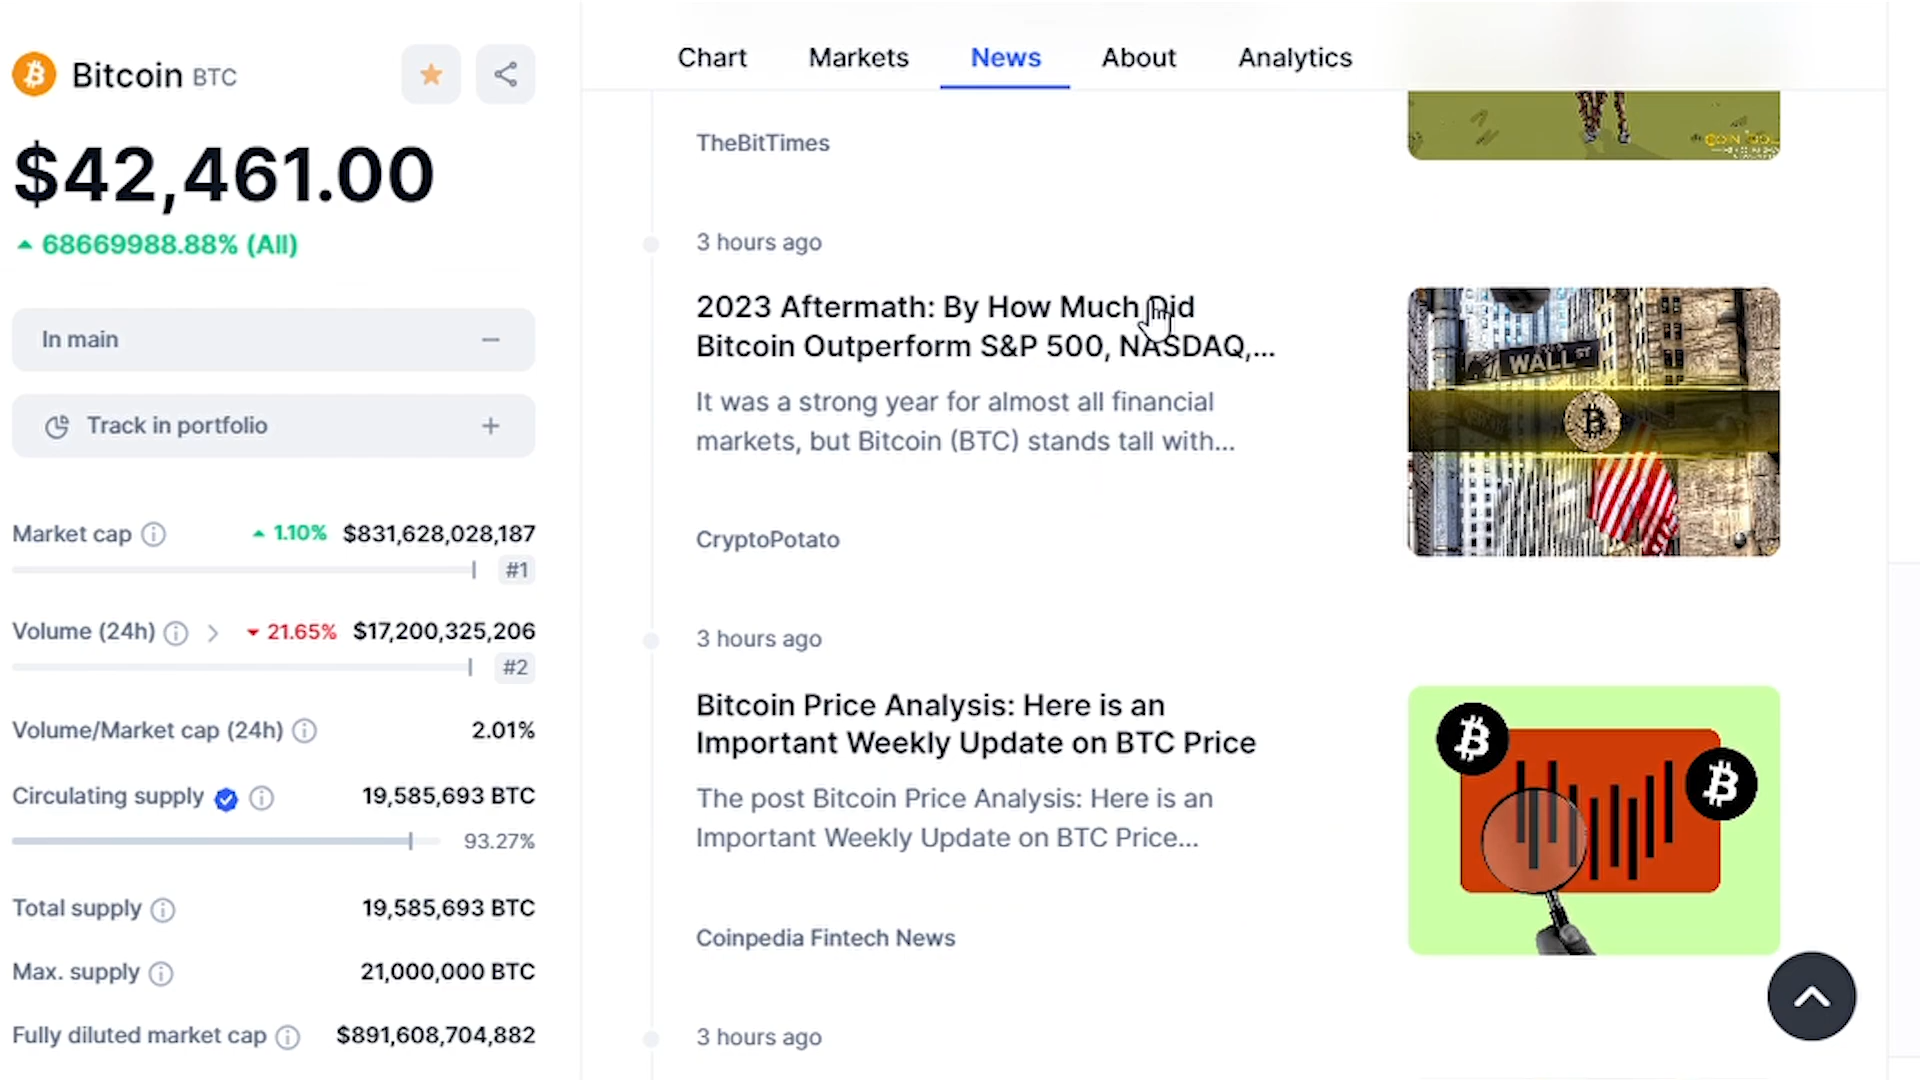 Bitcoin BTC
$42,461.00
68669988.88% (All)
In main
Track in portfolio
Market cap 1.10% $831,628,028,187
#1
Volume (24h) 21.65% $17,200,325,206
#2
Volume/Market cap (24h) 2.01%
Circulating supply 19,585,693 BTC
93.27%
Total supply 19,585,693 BTC
Max. supply 21,000,000 BTC
Fully diluted market cap $891,608,704,882
Chart Markets News About Analytics
TheBitTimes
3 hours ago
2023 Aftermath: By How Much Did
Bitcoin Outperform S&P 500, NASDAQ,...
It was a strong year for almost all financial
markets, but Bitcoin (BTC) stands tall with...
WALL ST
CryptoPotato
3 hours ago
Bitcoin Price Analysis: Here is an
Important Weekly Update on BTC Price
The post Bitcoin Price Analysis: Here is an
Important Weekly Update on BTC Price...
Coinpedia Fintech News
3 hours ago